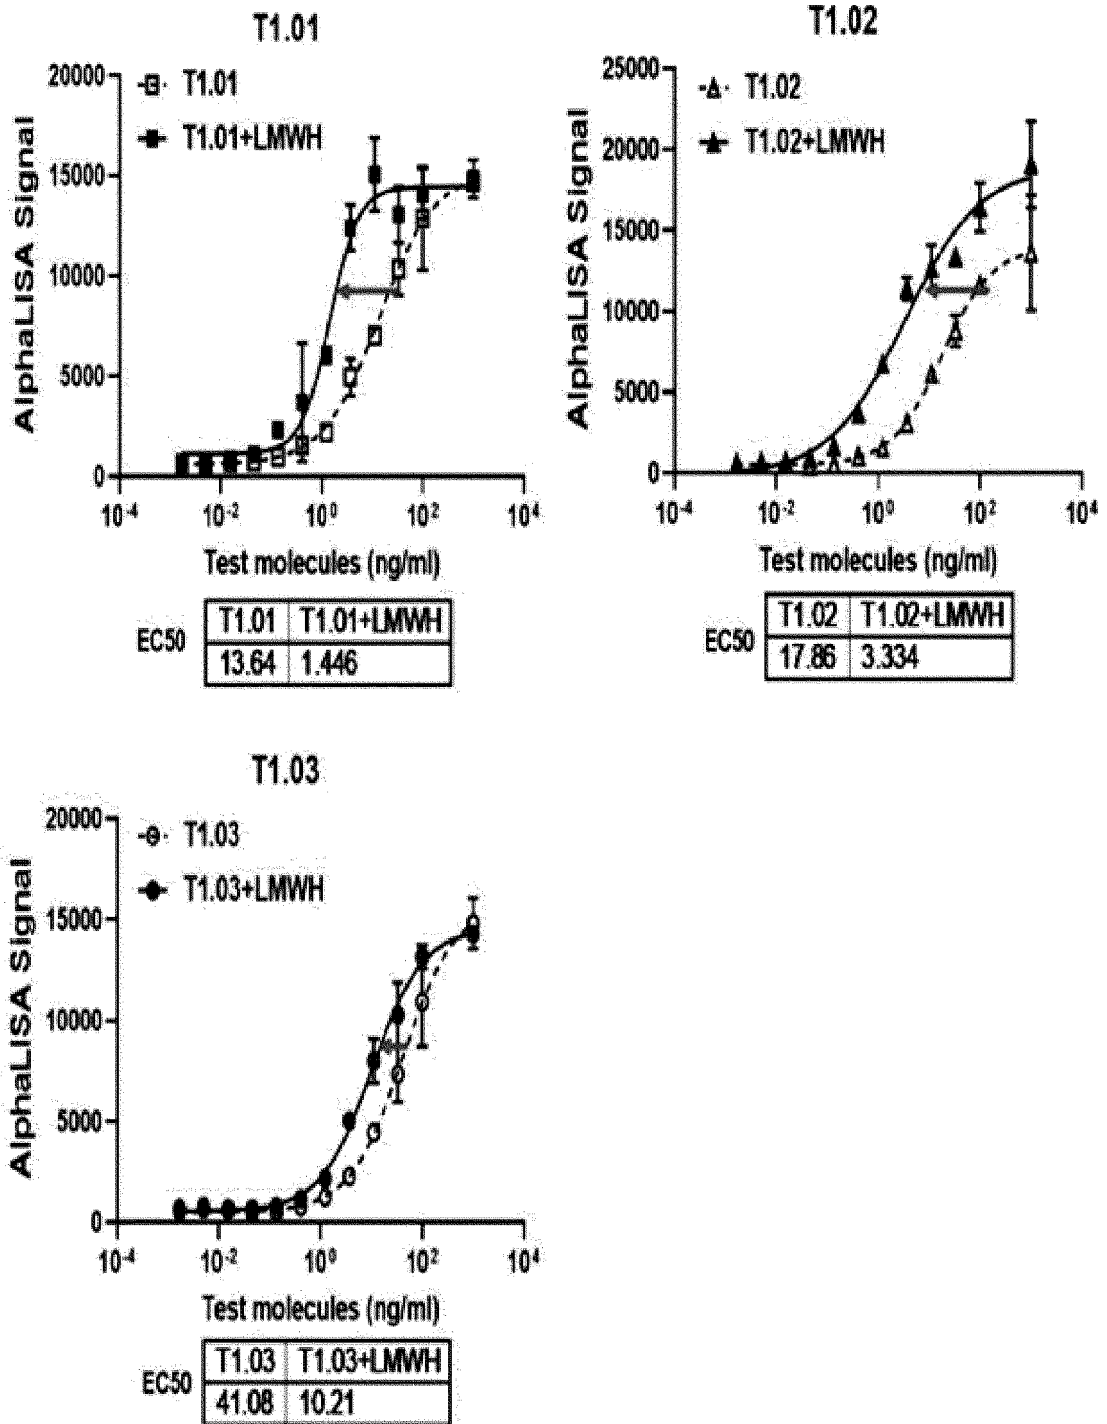 T1.01
20000
15000
10000
5000
0
AlphaLISA Signal
T1.01
T1.01+LMWH
10-4
10-2
100
102
104
Test molecules (ng/ml)
EC50
T1.01 T1.01+LMWH
13.64 1.446
T1.02
25000
20000
15000
10000
5000
0
AlphaLISA Signal
T1.02
T1.02+LMWH
10-4
10-2
100
102
104
Test molecules (ng/ml)
EC50
T1.02 T1.02+LMWH
17.86 3.334
T1.03
20000
15000
10000
5000
0
AlphaLISA Signal
T1.03
T1.03+LMWH
10-4
10-2
100
102
104
Test molecules (ng/ml)
EC50
T1.03 T1.03+LMWH
41.08 10.21